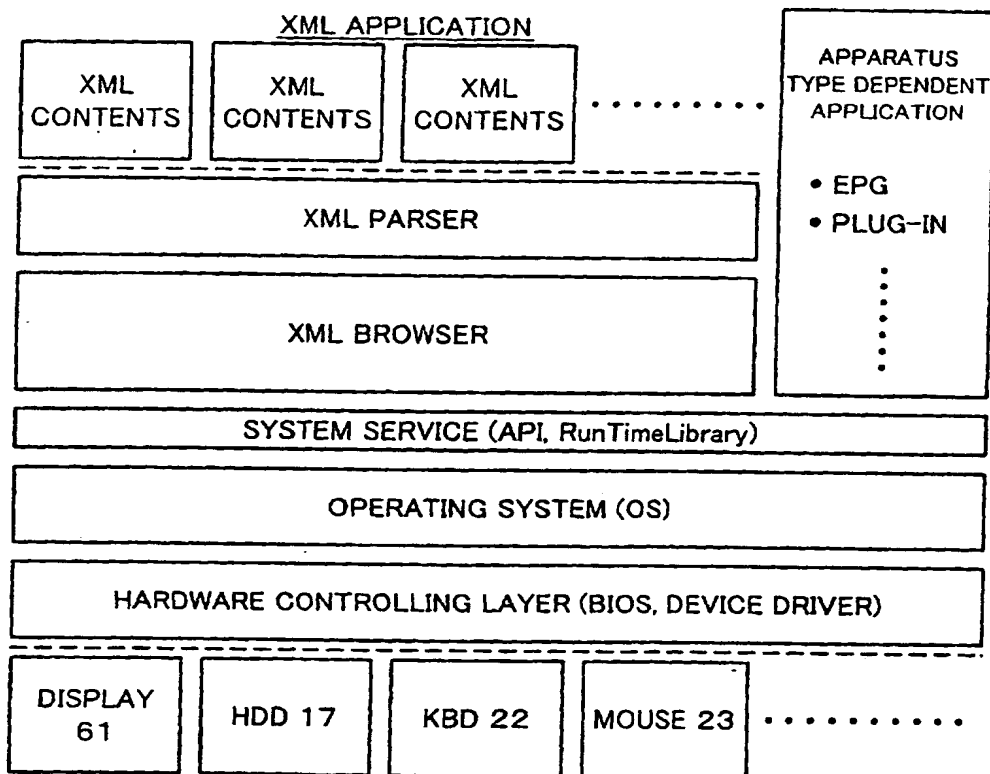 XML APPLICATION
XML
CONTENTS
XML
CONTENTS
XML
CONTENTS
APPARATUS
TYPE DEPENDENT
APPLICATION
• EPG
• PLUG-IN
XML PARSER
XML BROWSER
SYSTEM SERVICE (API, RunTimeLibrary)
OPERATING SYSTEM (OS)
HARDWARE CONTROLLING LAYER (BIOS, DEVICE DRIVER)
DISPLAY
61
HDD 17
KBD 22
MOUSE 23